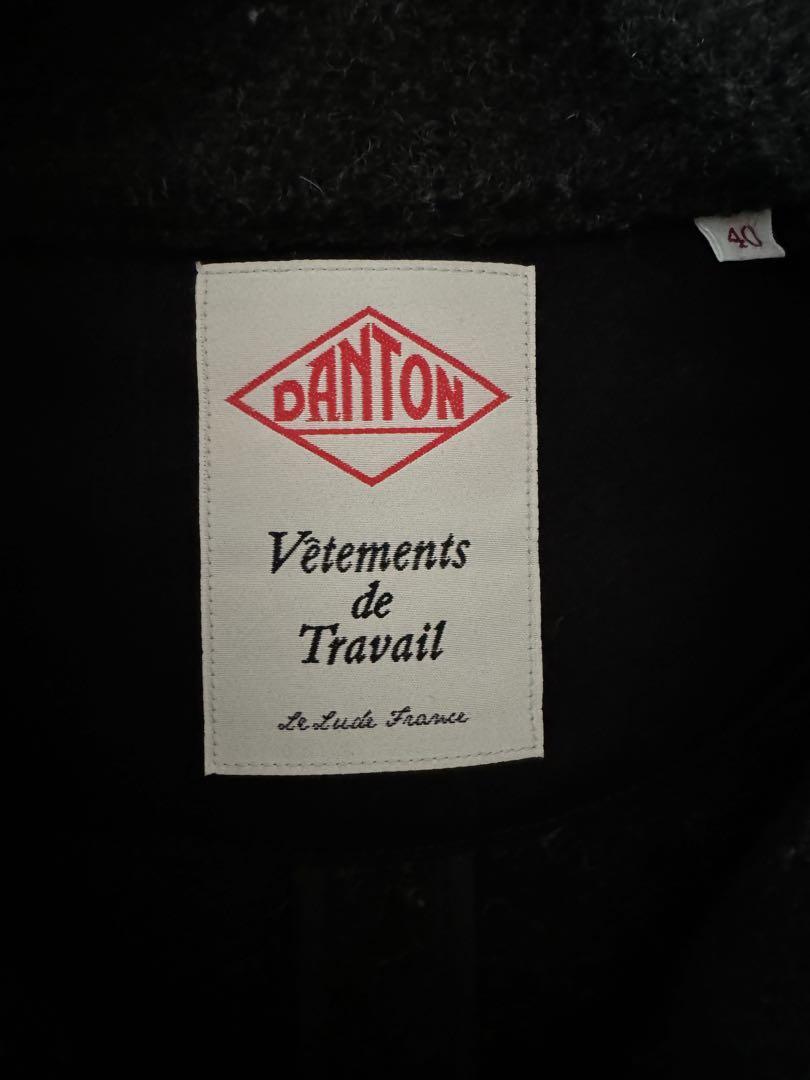 40
DANTON
Vêtements
de
Travail
Le Lude France